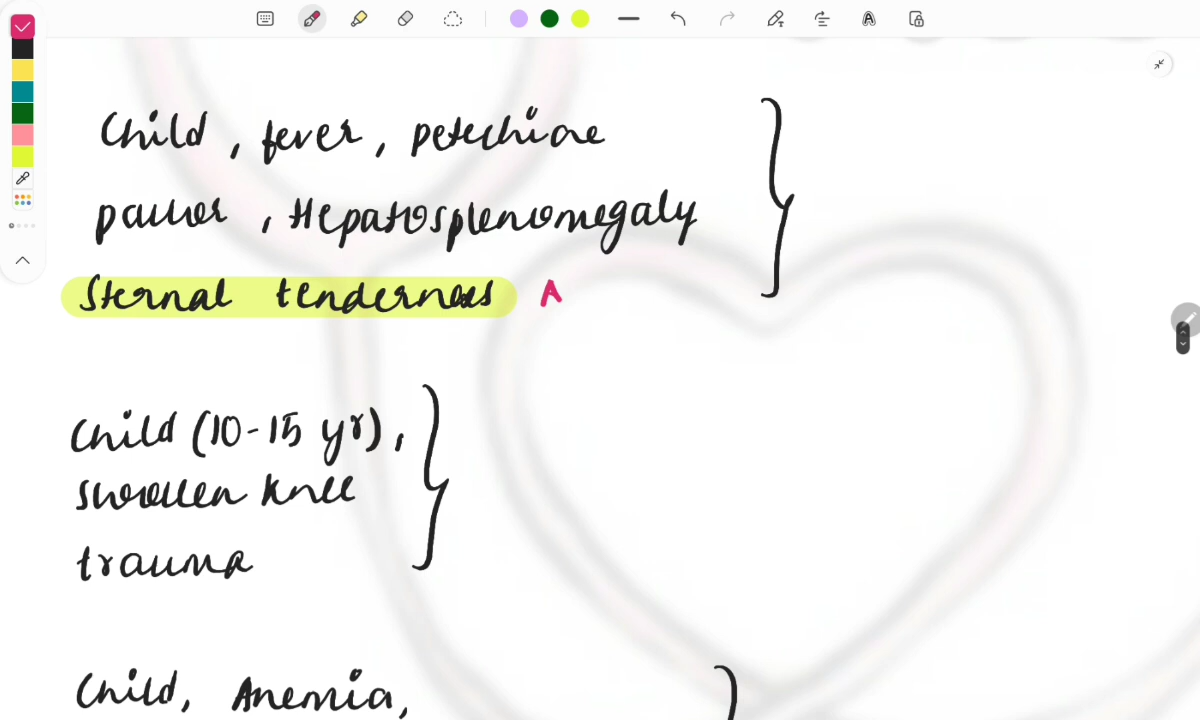 Child, fever, petechiae
pallor, Hepatosplenomegaly
Sternal tenderness A
Child (10-15 yr),
swollen knee
trauma
Child, Anemia,